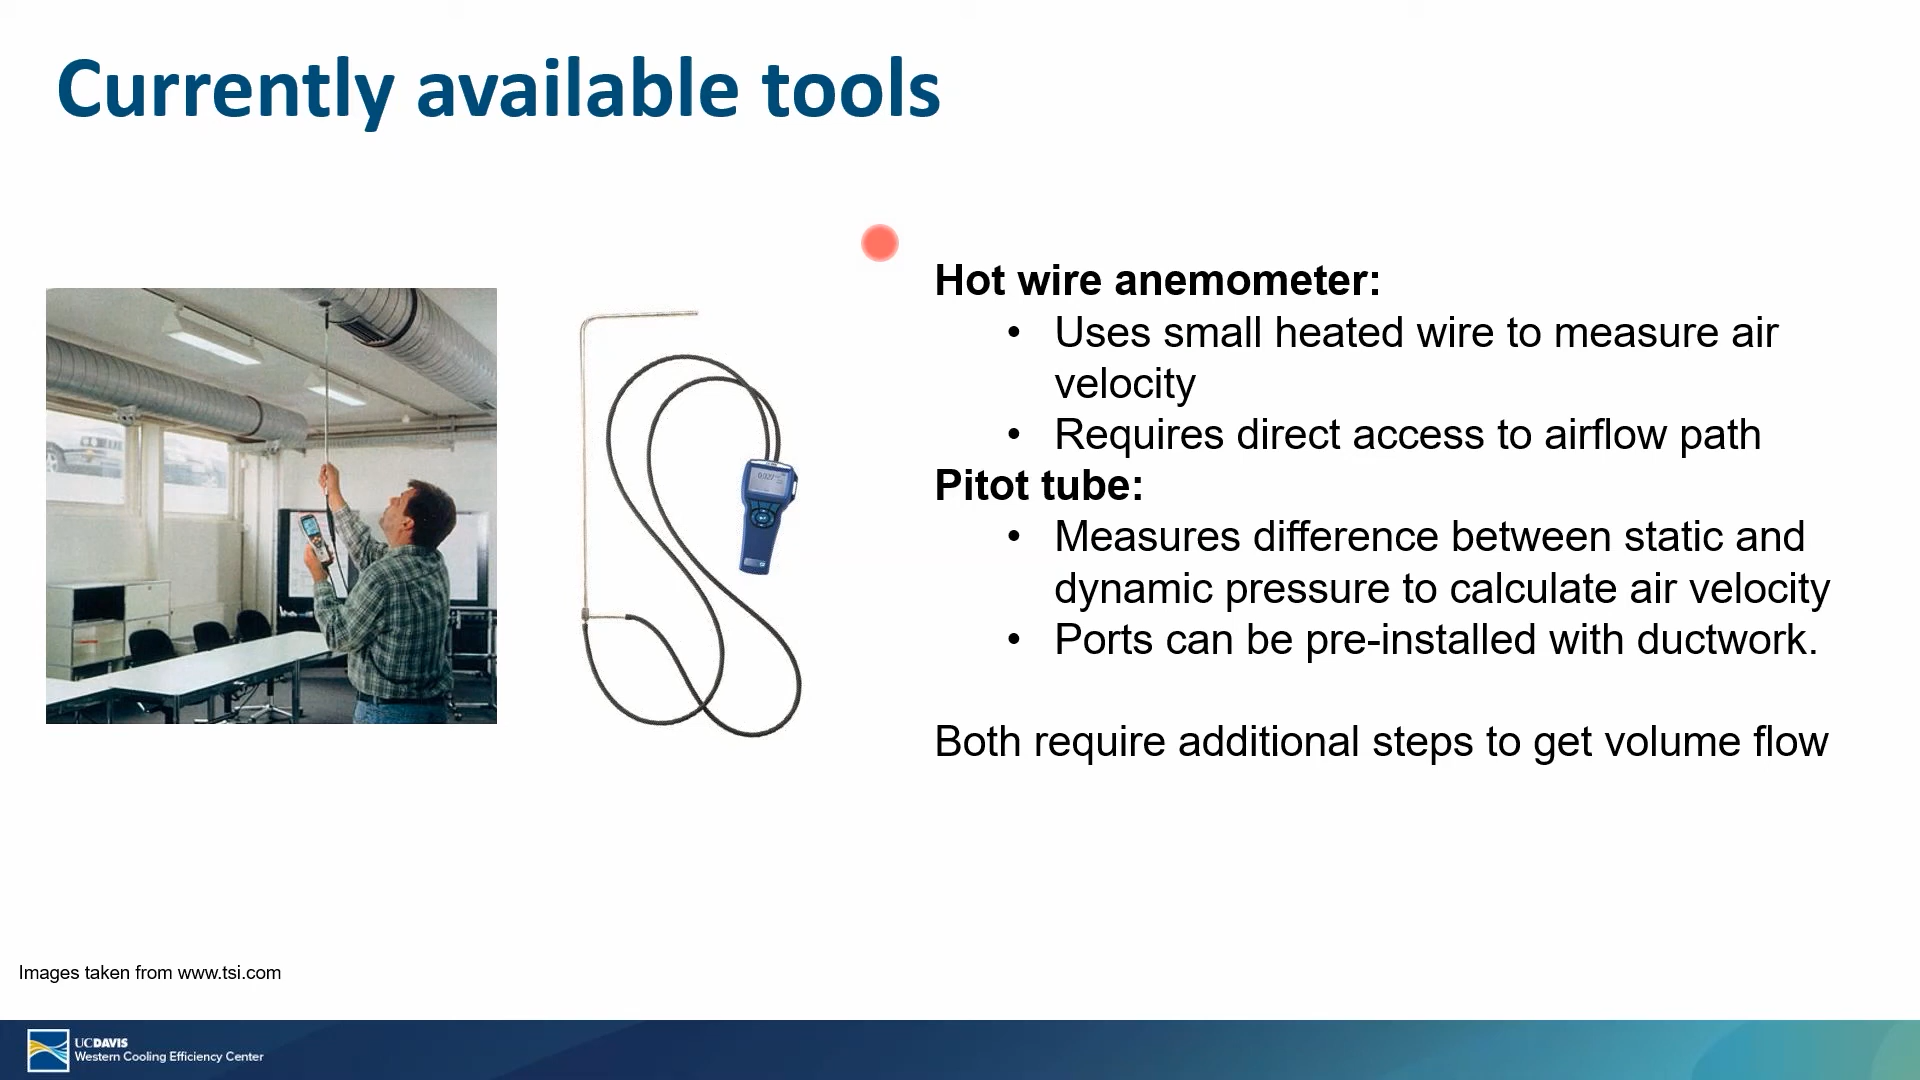 Currently available tools
Hot wire anemometer:
• Uses small heated wire to measure air
velocity
• Requires direct access to airflow path
Pitot tube:
• Measures difference between static and
dynamic pressure to calculate air velocity
• Ports can be pre-installed with ductwork.
Both require additional steps to get volume flow
Images taken from www.tsi.com
UCDAVIS
Western Cooling Efficiency Center